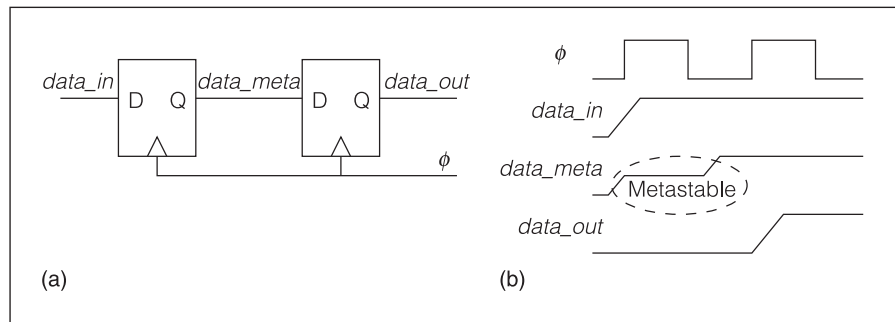 data_in
D Q
data_meta
D Q
data_out
ϕ
(a)
ϕ
data_in
data_meta
Metastable
data_out
(b)